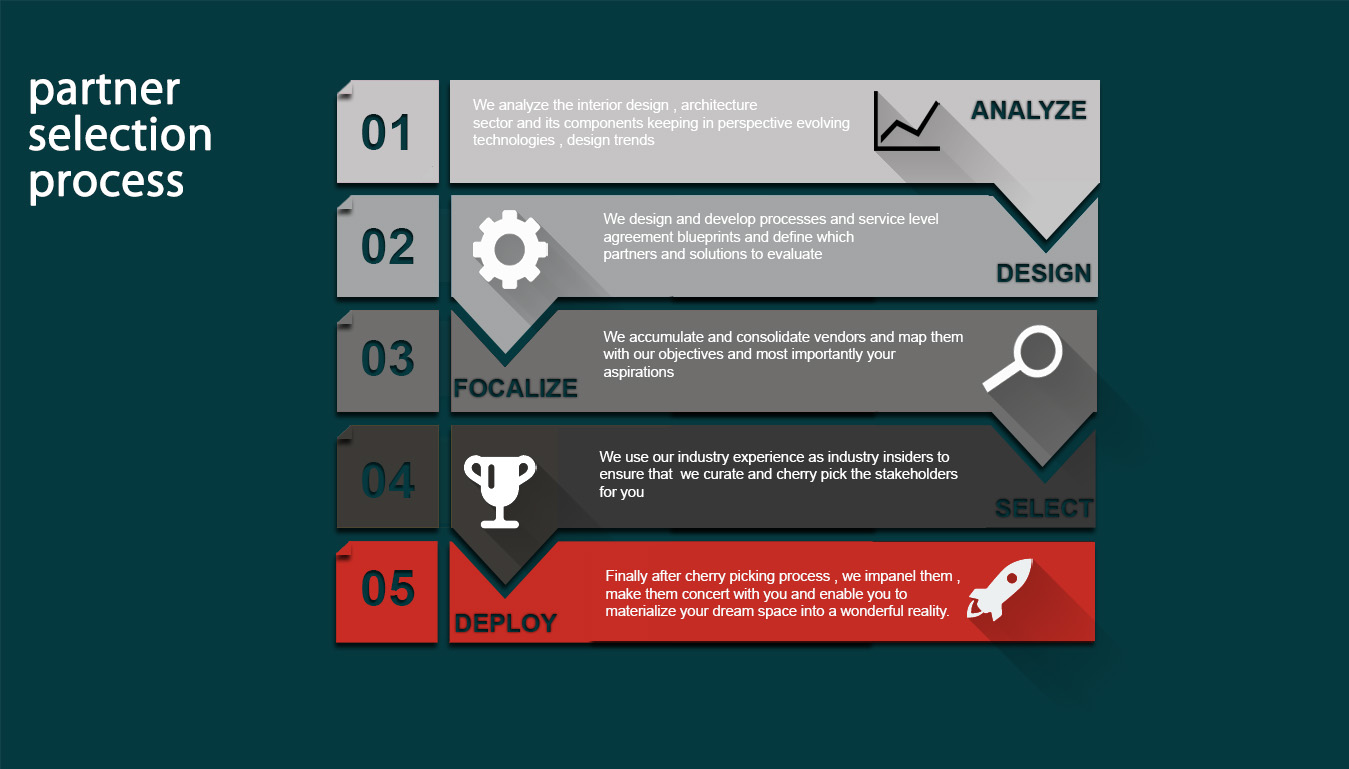 partner
selection
process
01
We analyze the interior design , architecture
sector and its components keeping in perspective evolving
technologies , design trends
ANALYZE
02
We design and develop processes and service level
agreement blueprints and define which
partners and solutions to evaluate
DESIGN
03
We accumulate and consolidate vendors and map them
with our objectives and most importantly your
aspirations
FOCALIZE
04
We use our industry experience as industry insiders to
ensure that  we curate and cherry pick the stakeholders
for you
SELECT
05
Finally after cherry picking process , we impanel them ,
make them concert with you and enable you to
materialize your dream space into a wonderful reality.
DEPLOY